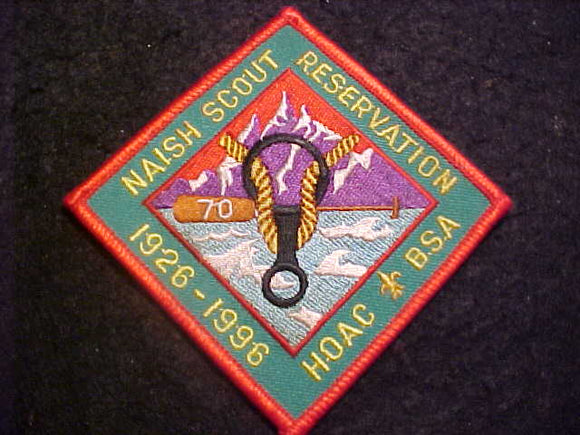 NAISH SCOUT
RESERVATION
70
1926-1996
HOAC BSA